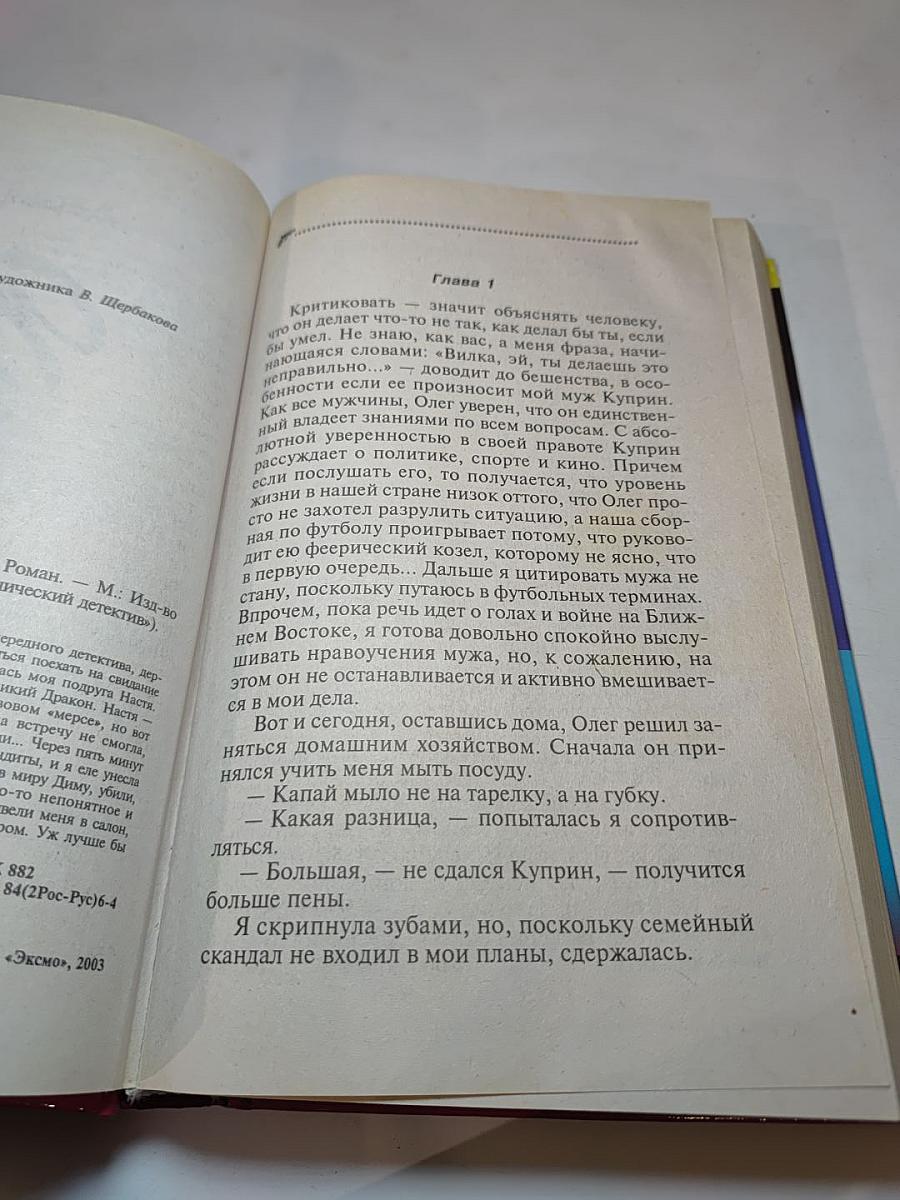 художника В. Щербакова
Роман. — М.: Изд-во
нический детектив»).
чередного детектива, дер-
ться поехать на свидание
лась моя подруга Настя.
икий Дракон. Настя —
зовом «мерсе», но вот
а встречу не смогла,
и... Через пять минут
ндиты, и я еле унесла
в миру Диму, убили,
о-то непонятное и
вели меня в салон,
ром. Уж лучше бы
882
84(2Рос-Рус)6-4
«Эксмо», 2003
Глава 1
Критиковать — значит объяснять человеку,
что он делает что-то не так, как делал бы ты, если
бы умел. Не знаю, как вас, а меня фраза, начи-
нающаяся словами: «Вилка, эй, ты делаешь это
неправильно...» — доводит до бешенства, в осо-
бенности если ее произносит мой муж Куприн.
Как все мужчины, Олег уверен, что он единствен-
ный владеет знаниями по всем вопросам. С абсо-
лютной уверенностью в своей правоте Куприн
рассуждает о политике, спорте и кино. Причем
если послушать его, то получается, что уровень
жизни в нашей стране низок оттого, что Олег про-
сто не захотел разрулить ситуацию, а наша сбор-
ная по футболу проигрывает потому, что руково-
дит ею феерический козел, которому не ясно, что
в первую очередь... Дальше я цитировать мужа не
стану, поскольку путаюсь в футбольных терминах.
Впрочем, пока речь идет о голах и войне на Ближ-
нем Востоке, я готова довольно спокойно выслу-
шивать нравоучения мужа, но, к сожалению, на
этом он не останавливается и активно вмешивает-
ся в мои дела.
Вот и сегодня, оставшись дома, Олег решил за-
няться домашним хозяйством. Сначала он при-
нялся учить меня мыть посуду.
— Капай мыло не на тарелку, а на губку.
— Какая разница, — попыталась я сопротив-
ляться.
— Большая, — не сдался Куприн, — получится
больше пены.
Я скрипнула зубами, но, поскольку семейный
скандал не входил в мои планы, сдержалась.